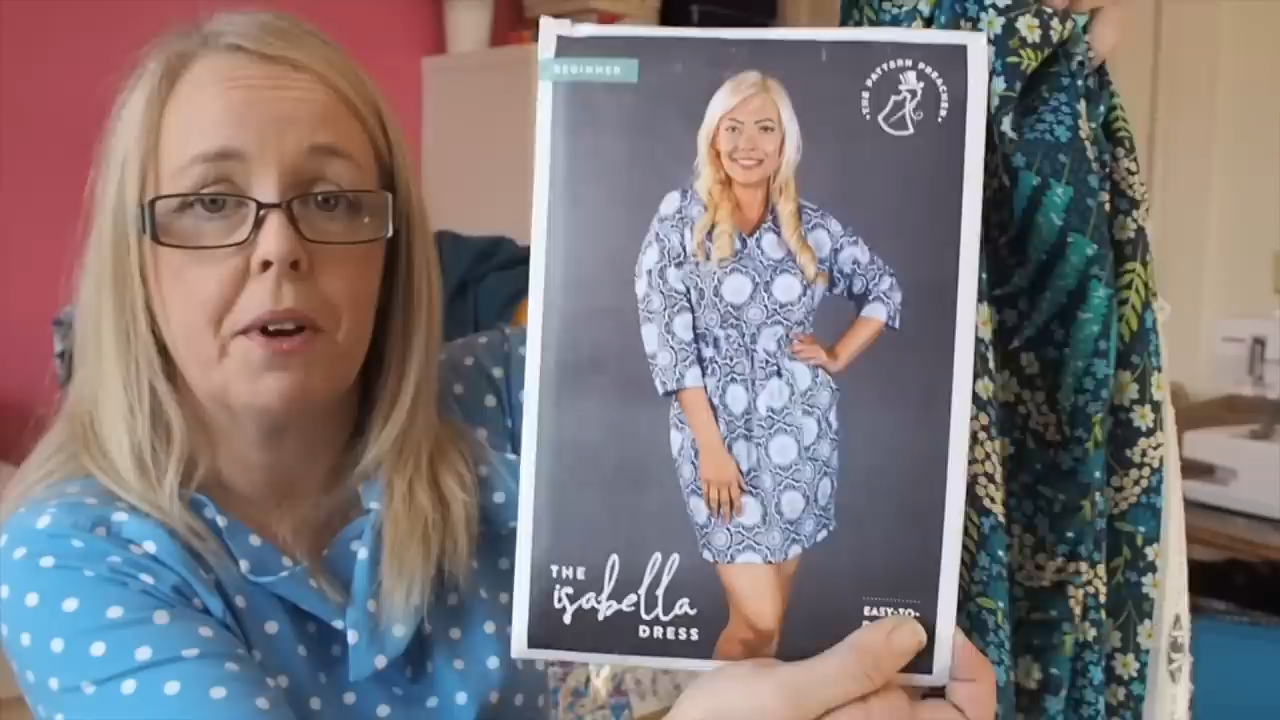 BEGINNER
THE PATTERN PREACHER
THE
isabella
DRESS
EASY-TO-